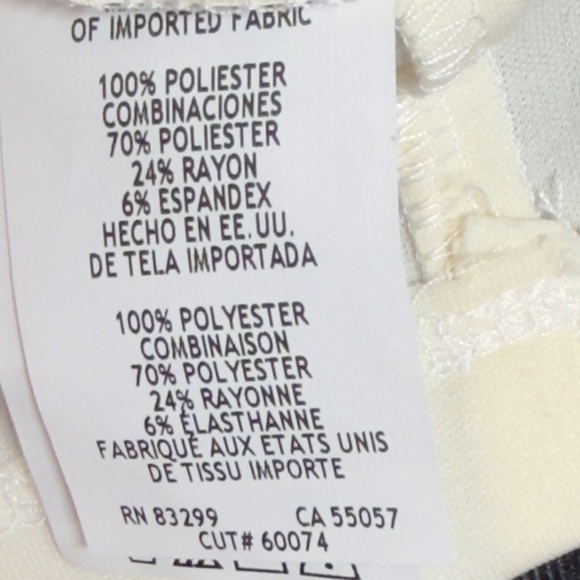 OF IMPORTED FABRIC
100% POLIESTER
COMBINACIONES
70% POLIESTER
24% RAYON
6% ESPANDEX
HECHO EN EE.UU.
DE TELA IMPORTADA
100% POLYESTER
COMBINAISON
70% POLYESTER
24% RAYONNE
6% ÉLASTHANNE
FABRIQUÉ AUX ETATS UNIS
DE TISSU IMPORTE
RN 83299 CA 55057
CUT# 60074